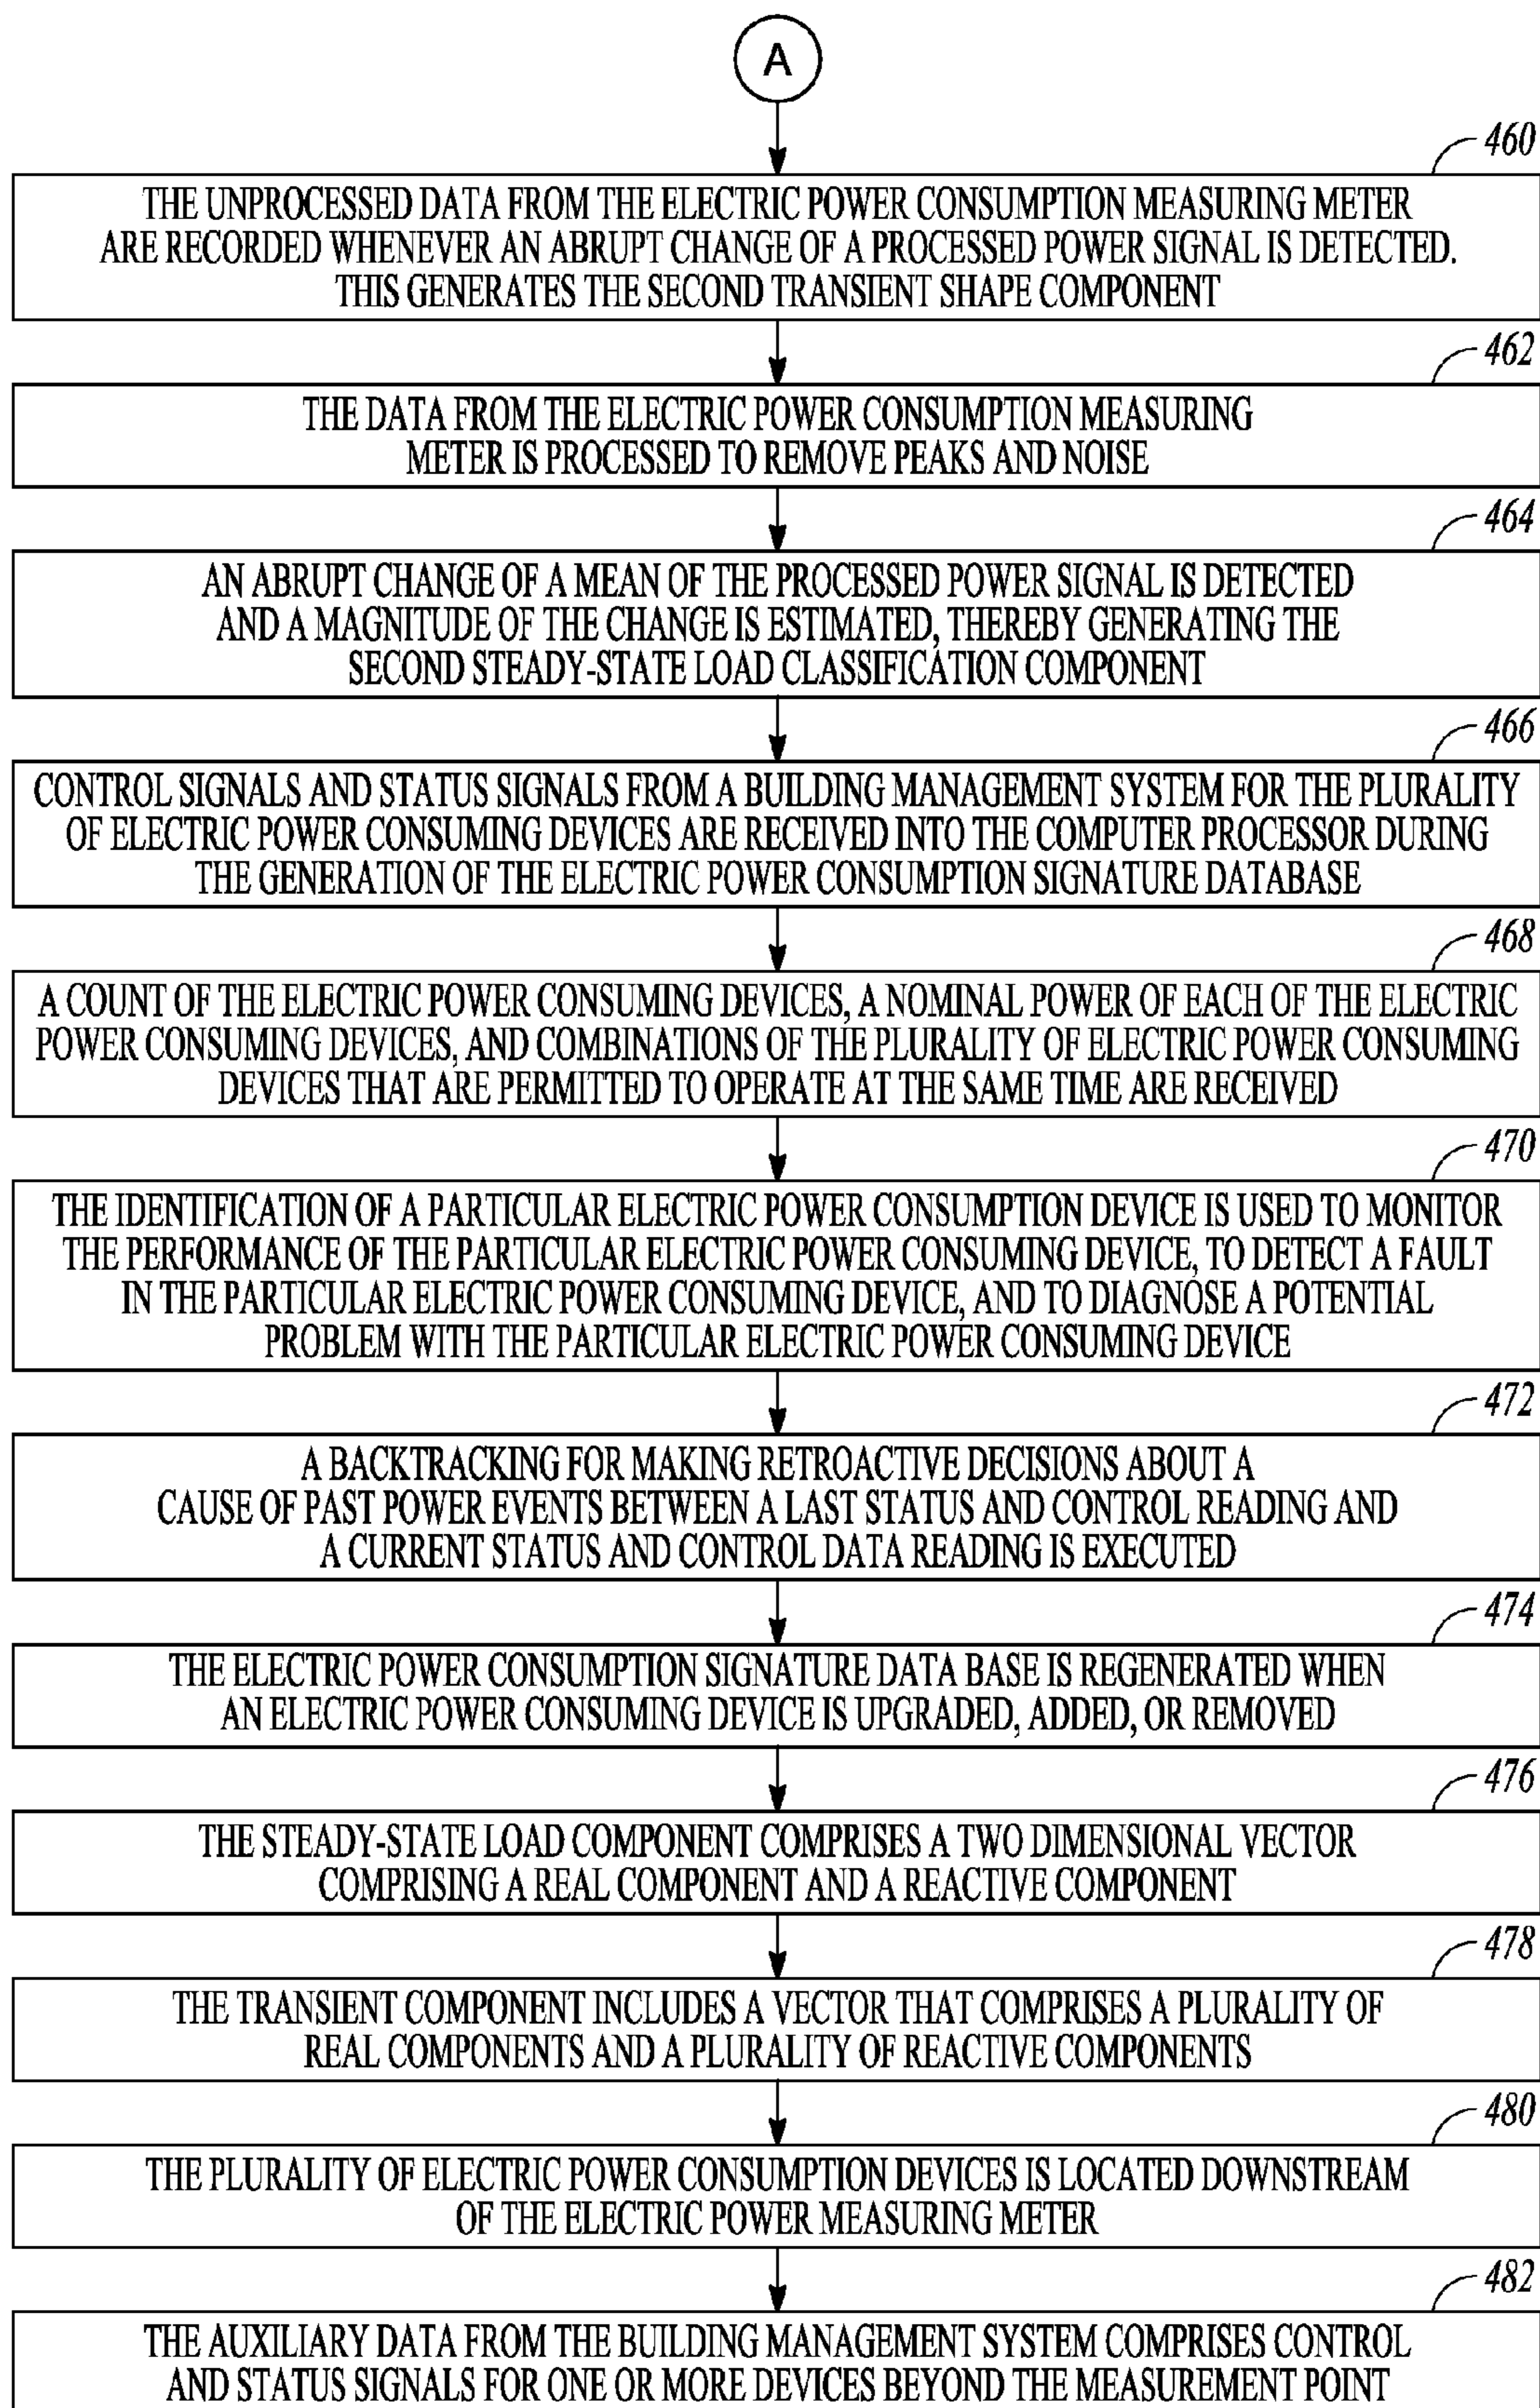 A
460
THE UNPROCESSED DATA FROM THE ELECTRIC POWER CONSUMPTION MEASURING METER
ARE RECORDED WHENEVER AN ABRUPT CHANGE OF A PROCESSED POWER SIGNAL IS DETECTED.
THIS GENERATES THE SECOND TRANSIENT SHAPE COMPONENT
462
THE DATA FROM THE ELECTRIC POWER CONSUMPTION MEASURING
METER IS PROCESSED TO REMOVE PEAKS AND NOISE
464
AN ABRUPT CHANGE OF A MEAN OF THE PROCESSED POWER SIGNAL IS DETECTED
AND A MAGNITUDE OF THE CHANGE IS ESTIMATED, THEREBY GENERATING THE
SECOND STEADY-STATE LOAD CLASSIFICATION COMPONENT
466
CONTROL SIGNALS AND STATUS SIGNALS FROM A BUILDING MANAGEMENT SYSTEM FOR THE PLURALITY
OF ELECTRIC POWER CONSUMING DEVICES ARE RECEIVED INTO THE COMPUTER PROCESSOR DURING
THE GENERATION OF THE ELECTRIC POWER CONSUMPTION SIGNATURE DATABASE
468
A COUNT OF THE ELECTRIC POWER CONSUMING DEVICES, A NOMINAL POWER OF EACH OF THE ELECTRIC
POWER CONSUMING DEVICES, AND COMBINATIONS OF THE PLURALITY OF ELECTRIC POWER CONSUMING
DEVICES THAT ARE PERMITTED TO OPERATE AT THE SAME TIME ARE RECEIVED
470
THE IDENTIFICATION OF A PARTICULAR ELECTRIC POWER CONSUMPTION DEVICE IS USED TO MONITOR
THE PERFORMANCE OF THE PARTICULAR ELECTRIC POWER CONSUMING DEVICE, TO DETECT A FAULT
IN THE PARTICULAR ELECTRIC POWER CONSUMING DEVICE, AND TO DIAGNOSE A POTENTIAL
PROBLEM WITH THE PARTICULAR ELECTRIC POWER CONSUMING DEVICE
472
A BACKTRACKING FOR MAKING RETROACTIVE DECISIONS ABOUT A
CAUSE OF PAST POWER EVENTS BETWEEN A LAST STATUS AND CONTROL READING AND
A CURRENT STATUS AND CONTROL DATA READING IS EXECUTED
474
THE ELECTRIC POWER CONSUMPTION SIGNATURE DATA BASE IS REGENERATED WHEN
AN ELECTRIC POWER CONSUMING DEVICE IS UPGRADED, ADDED, OR REMOVED
476
THE STEADY-STATE LOAD COMPONENT COMPRISES A TWO DIMENSIONAL VECTOR
COMPRISING A REAL COMPONENT AND A REACTIVE COMPONENT
478
THE TRANSIENT COMPONENT INCLUDES A VECTOR THAT COMPRISES A PLURALITY OF
REAL COMPONENTS AND A PLURALITY OF REACTIVE COMPONENTS
480
THE PLURALITY OF ELECTRIC POWER CONSUMPTION DEVICES IS LOCATED DOWNSTREAM
OF THE ELECTRIC POWER MEASURING METER
482
THE AUXILIARY DATA FROM THE BUILDING MANAGEMENT SYSTEM COMPRISES CONTROL
AND STATUS SIGNALS FOR ONE OR MORE DEVICES BEYOND THE MEASUREMENT POINT